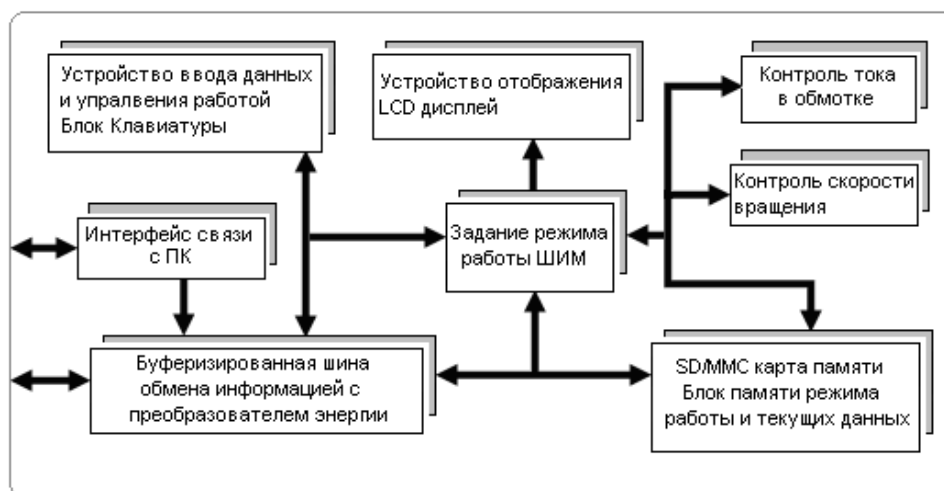 Устройство ввода данных
и упралвения работой
Блок Клавиатуры
Устройство отображения
LCD дисплей
Контроль тока
в обмотке
Контроль скорости
вращения
Интерфейс связи
с ПК
Задание режима
работы ШИМ
Буферизированная шина
обмена информацией с
преобразователем энергии
SD/MMC карта памяти
Блок памяти режима
работы и текущих данных